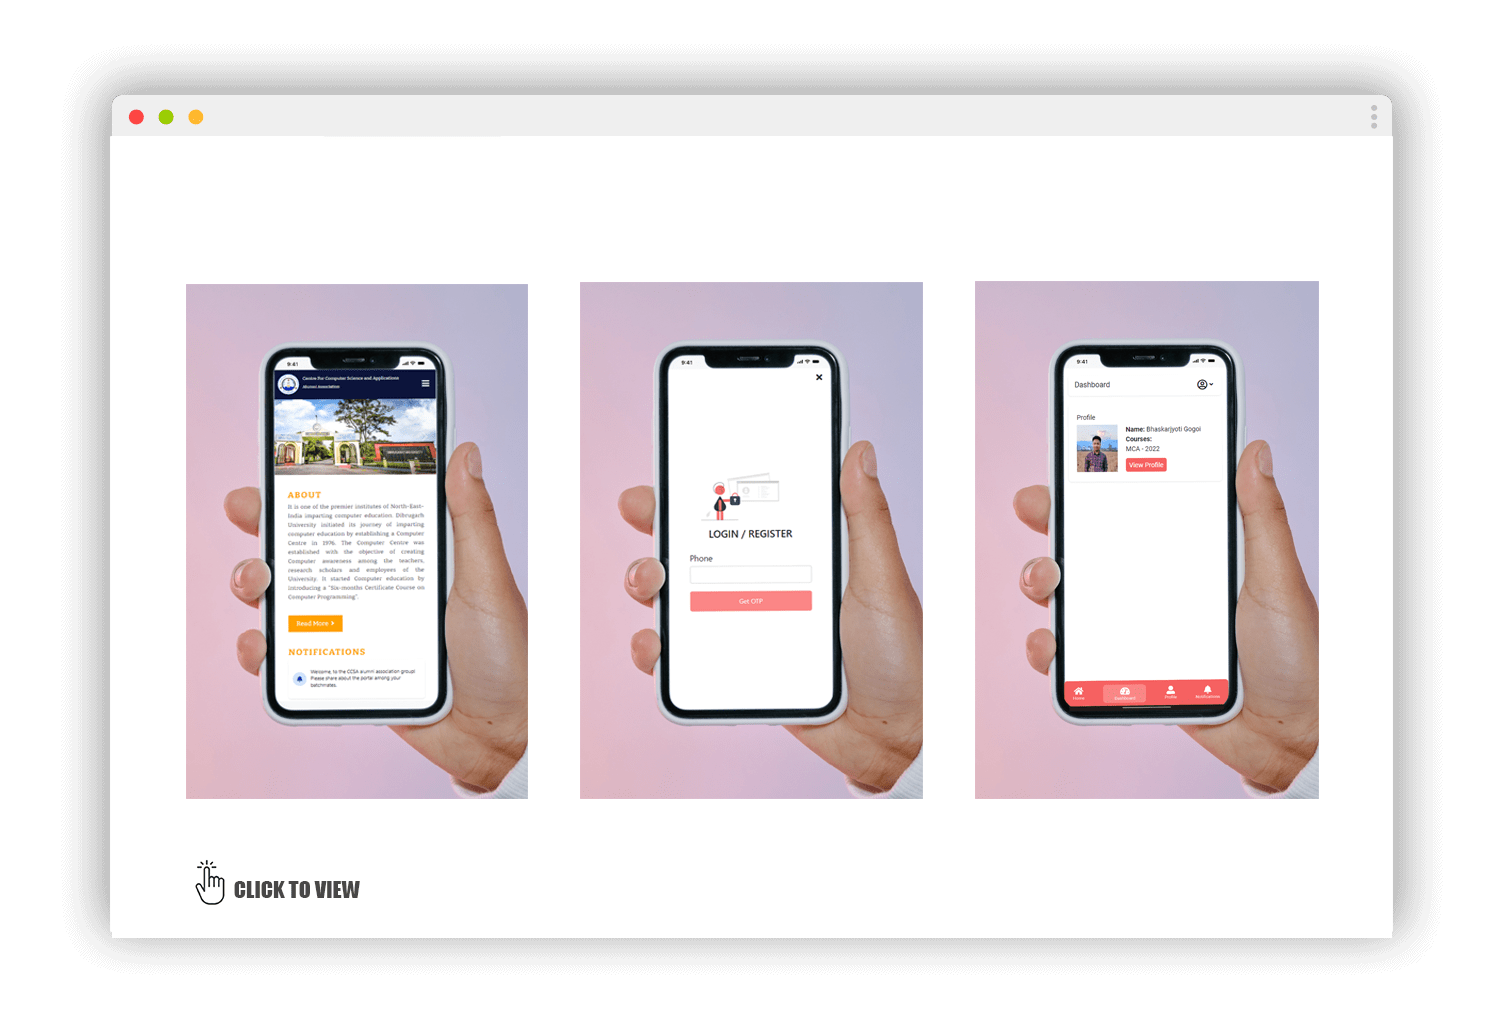 9:41
Centre For Computer Science and Applications
Alumni Association
ABOUT
It is one of the premier institutes of North-East-
India imparting computer education. Dibrugarh
University initiated its journey of imparting
computer education by establishing a Computer
Centre in 1976. The Computer Centre was
established with the objective of creating
Computer awareness among the teachers,
research scholars and employees of the
University. It started Computer education by
introducing a "Six-months Certificate Course on
Computer Programming".
Read More
NOTIFICATIONS
Welcome, to the CCSA alumni association group!
Please share about the portal among your
batchmates.
9:41
LOGIN / REGISTER
Phone
Get OTP
9:41
Dashboard
Profile
Name: Bhaskarjyoti Gogoi
Courses:
MCA - 2022
View Profile
Home
Dashboard
Profile
Notifications
CLICK TO VIEW